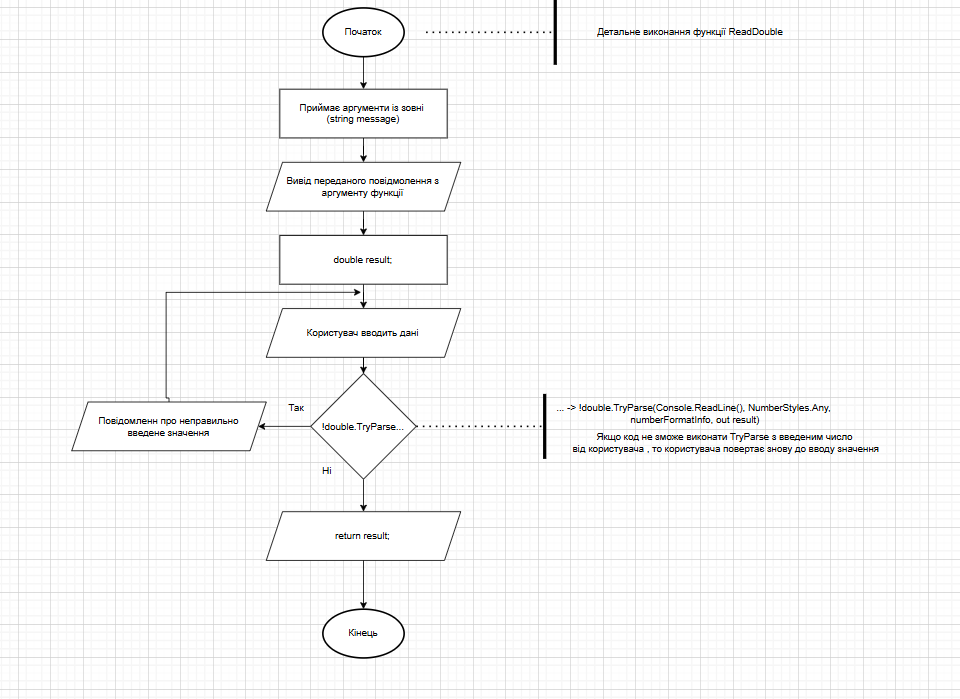 Початок
Детальне виконання функції ReadDouble
Приймає аргументи із зовні
(string message)
Вивід переданого повідмолення з
аргументу функції
double result;
Користувач вводить дані
Так
!double.TryParse...
... -> !double.TryParse(Console.ReadLine(), NumberStyles.Any,
numberFormatInfo, out result)
Якщо код не зможе виконати TryParse з введеним число
від користувача , то користувача повертає знову до вводу значення
Повідомленн про неправильно
введене значення
Ні
return result;
Кінець